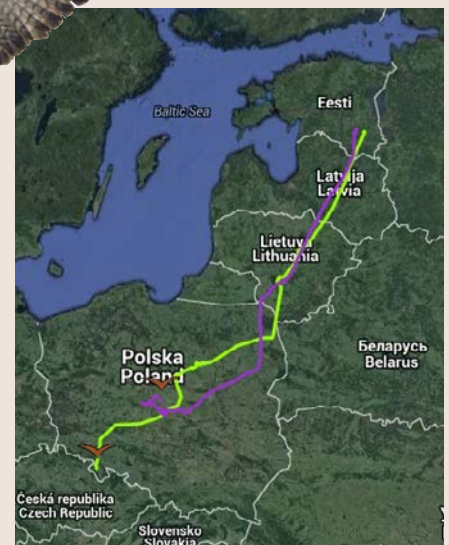 Baltic Sea
Eesti
Latvija
Latvia
Lietuva
Lithuania
Беларусь
Belarus
Polska
Poland
Česká republika
Czech Republic
Slovensko
Slovakia